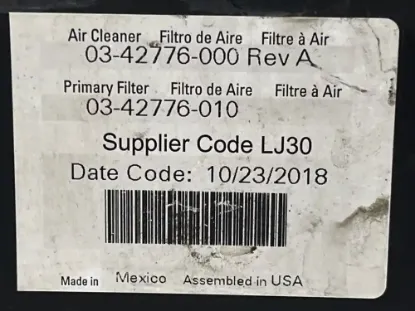 Air Cleaner Filtro de Aire Filtre à Air
03-42776-000 Rev A
Primary Filter Filtro de Aire Filtre à Air
03-42776-010
Supplier Code LJ30
Date Code: 10/23/2018
Made in Mexico Assembled in USA